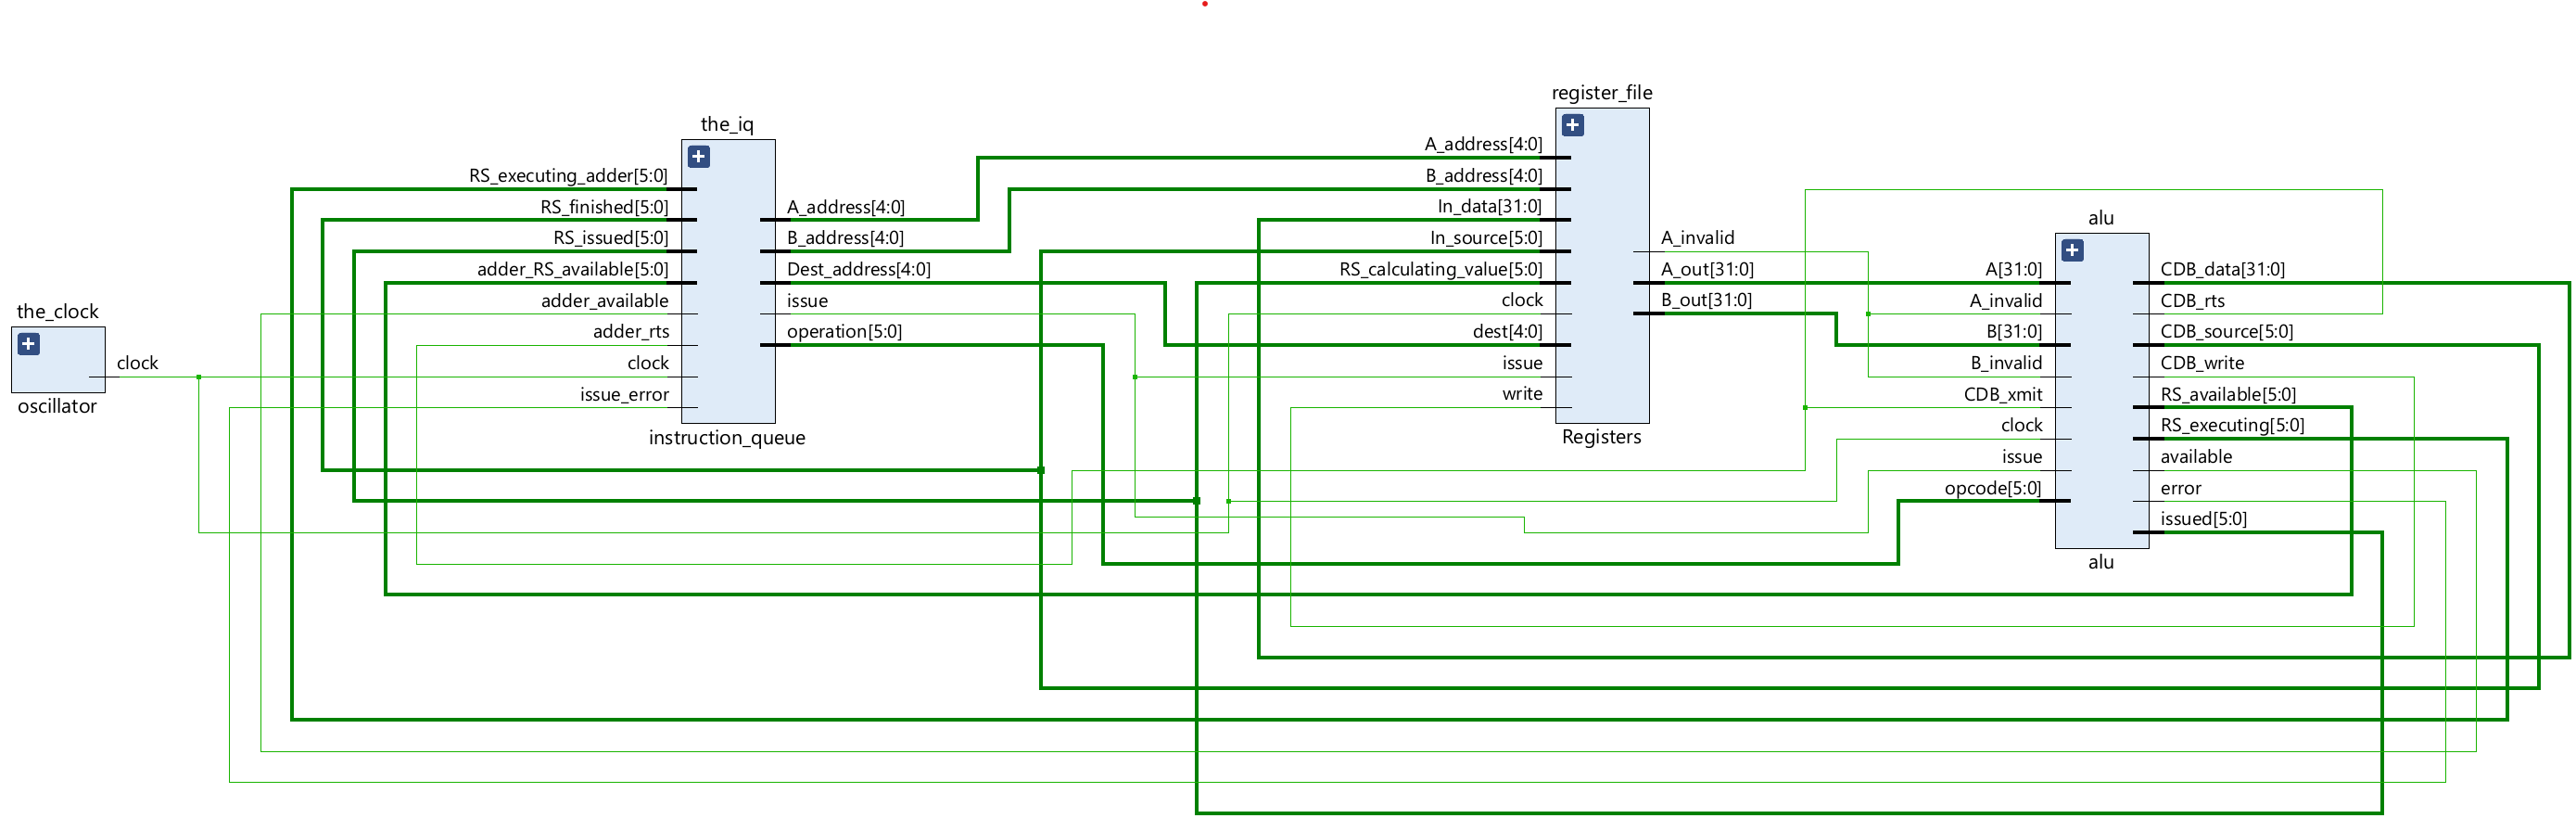 the_clock
clock
oscillator
the_iq
RS_executing_adder[5:0]
RS_finished[5:0]
RS_issued[5:0]
adder_RS_available[5:0]
adder_available
adder_rts
clock
issue_error
A_address[4:0]
B_address[4:0]
Dest_address[4:0]
issue
operation[5:0]
instruction_queue
register_file
A_address[4:0]
B_address[4:0]
In_data[31:0]
In_source[5:0]
RS_calculating_value[5:0]
clock
dest[4:0]
issue
write
A_invalid
A_out[31:0]
B_out[31:0]
Registers
alu
A[31:0]
A_invalid
B[31:0]
B_invalid
CDB_xmit
clock
issue
opcode[5:0]
CDB_data[31:0]
CDB_rts
CDB_source[5:0]
CDB_write
RS_available[5:0]
RS_executing[5:0]
available
error
issued[5:0]
alu